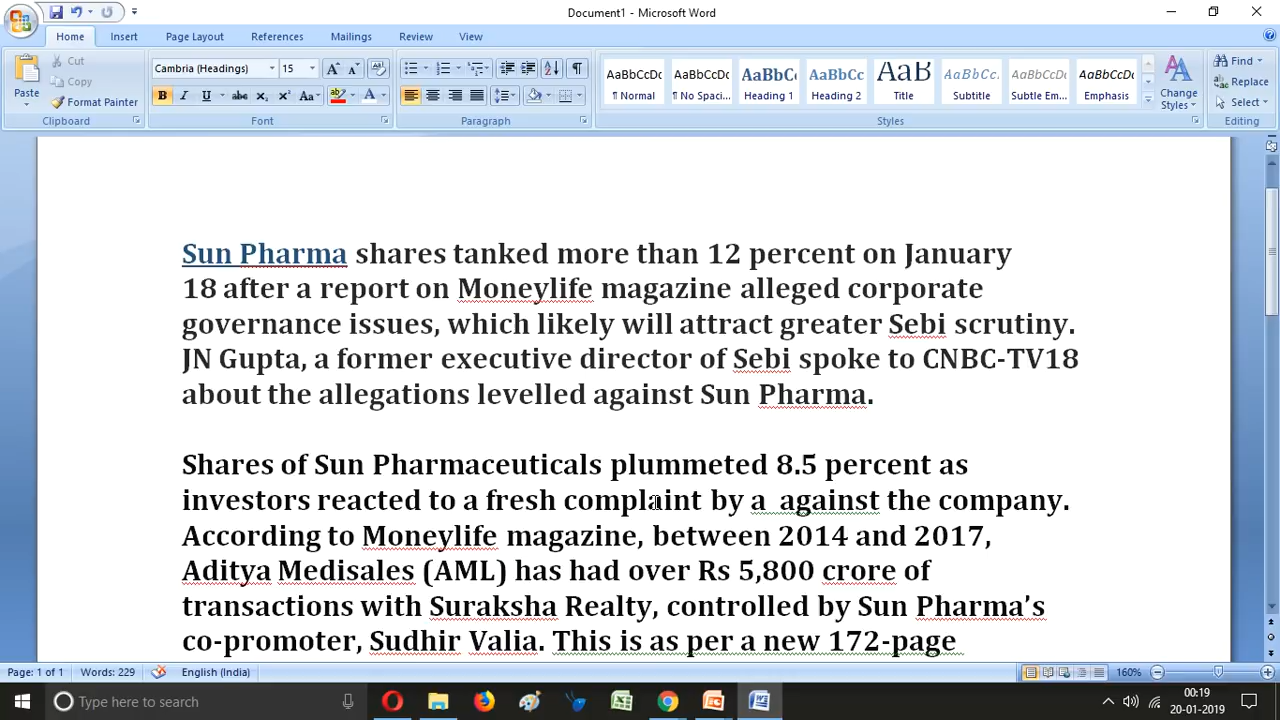 Document1 - Microsoft Word
Home Insert Page Layout References Mailings Review View
Paste Cut Copy Format Painter
Clipboard
Cambria (Headings) 15
B I U abc x₂ x² Aa
Font
Paragraph
AaBbCcDc AaBbCcDc AaBbCc AaBbCc AaB AaBbCc. AaBbCcDc AaBbCcDc
¶ Normal ¶ No Spaci... Heading 1 Heading 2 Title Subtitle Subtle Em... Emphasis
Change Styles
Styles
Find
Replace
Select
Editing
Sun Pharma shares tanked more than 12 percent on January
18 after a report on Moneylife magazine alleged corporate
governance issues, which likely will attract greater Sebi scrutiny.
JN Gupta, a former executive director of Sebi spoke to CNBC-TV18
about the allegations levelled against Sun Pharma.
Shares of Sun Pharmaceuticals plummeted 8.5 percent as
investors reacted to a fresh complaint by a against the company.
According to Moneylife magazine, between 2014 and 2017,
Aditya Medisales (AML) has had over Rs 5,800 crore of
transactions with Suraksha Realty, controlled by Sun Pharma’s
co-promoter, Sudhir Valia. This is as per a new 172-page
Page: 1 of 1 Words: 229 English (India) 160%
Type here to search
00:19
20-01-2019